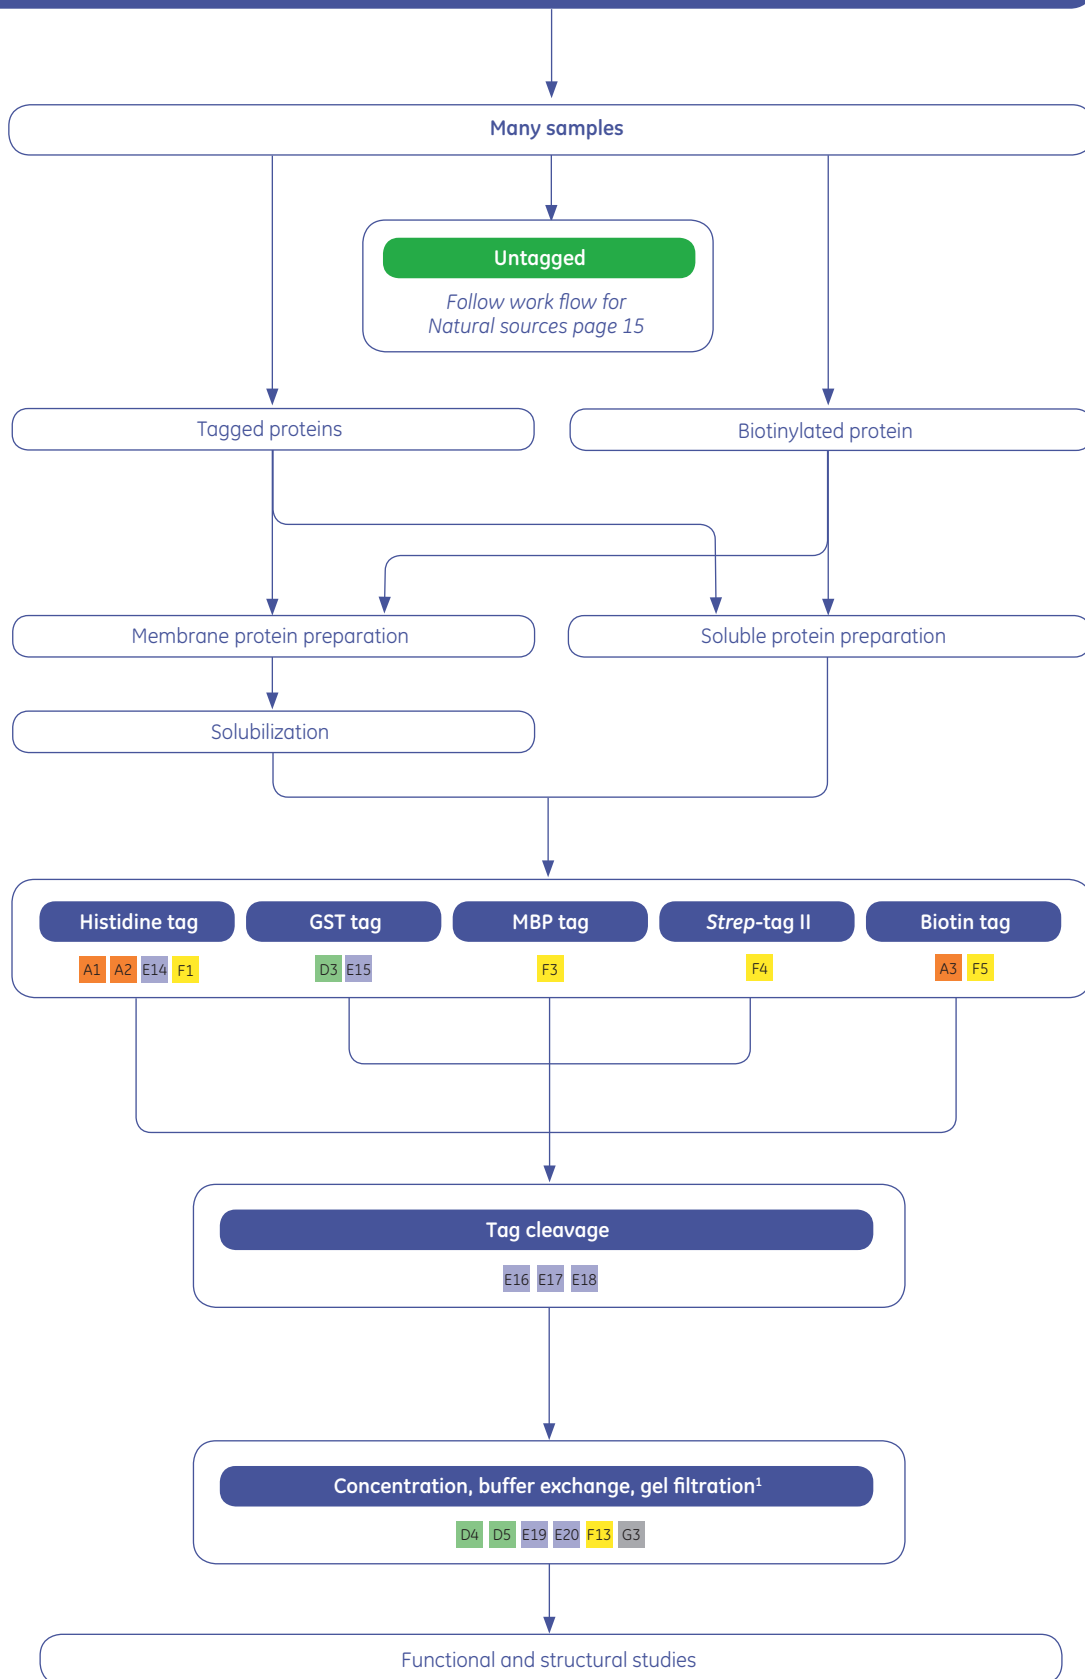 Many samples
Untagged
Follow work flow for
Natural sources page 15
Tagged proteins
Biotinylated protein
Membrane protein preparation
Soluble protein preparation
Solubilization
Histidine tag
GST tag
MBP tag
Strep-tag II
Biotin tag
A1 A2 E14 F1
D3 E15
F3
F4
A3 F5
Tag cleavage
E16 E17 E18
Concentration, buffer exchange, gel filtration¹
D4 D5 E19 E20 F13 G3
Functional and structural studies